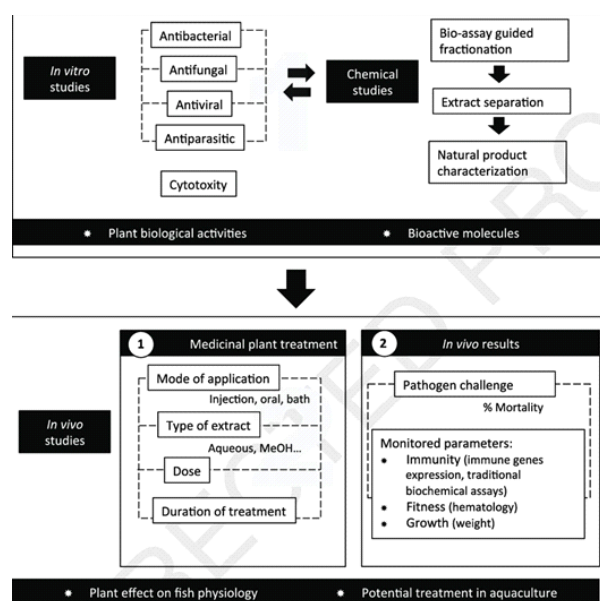 In vitro
studies
Antibacterial
Antifungal
Antiviral
Antiparasitic
Cytotoxity
Chemical
studies
Bio-assay guided
fractionation
Extract separation
Natural product
characterization
✷ Plant biological activities
✷ Bioactive molecules
In vivo
studies
1 Medicinal plant treatment
Mode of application
Injection, oral, bath
Type of extract
Aqueous, MeOH...
Dose
Duration of treatment
2 In vivo results
Pathogen challenge
% Mortality
Monitored parameters:
• Immunity (immune genes
expression, traditional
biochemical assays)
• Fitness (hematology)
• Growth (weight)
✷ Plant effect on fish physiology
✷ Potential treatment in aquaculture